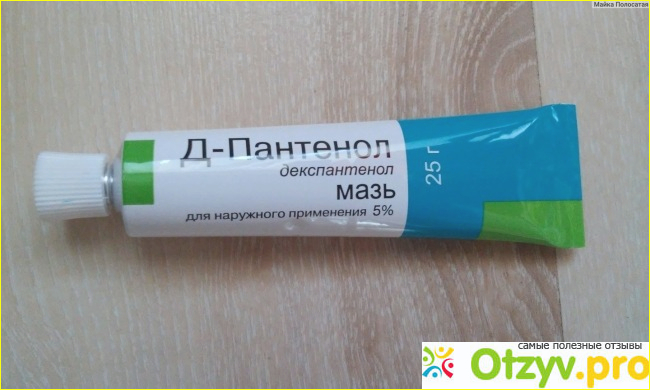 Майка Полосатая
Д-Пантенол
декспантенол
мазь
для наружного применения 5%
25 г
самые полезные отзывы
Otzyv.pro